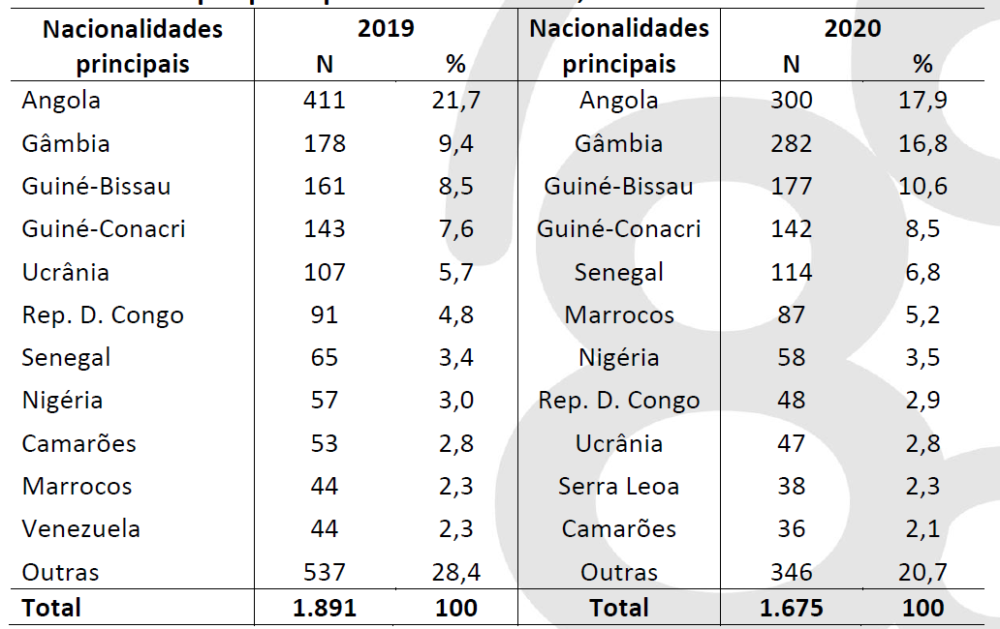 Nacionalidades 2019 Nacionalidades 2020
principais N % principais N %
Angola 411 21,7 Angola 300 17,9
Gâmbia 178 9,4 Gâmbia 282 16,8
Guiné-Bissau 161 8,5 Guiné-Bissau 177 10,6
Guiné-Conacri 143 7,6 Guiné-Conacri 142 8,5
Ucrânia 107 5,7 Senegal 114 6,8
Rep. D. Congo 91 4,8 Marrocos 87 5,2
Senegal 65 3,4 Nigéria 58 3,5
Nigéria 57 3,0 Rep. D. Congo 48 2,9
Camarões 53 2,8 Ucrânia 47 2,8
Marrocos 44 2,3 Serra Leoa 38 2,3
Venezuela 44 2,3 Camarões 36 2,1
Outras 537 28,4 Outras 346 20,7
Total 1.891 100 Total 1.675 100